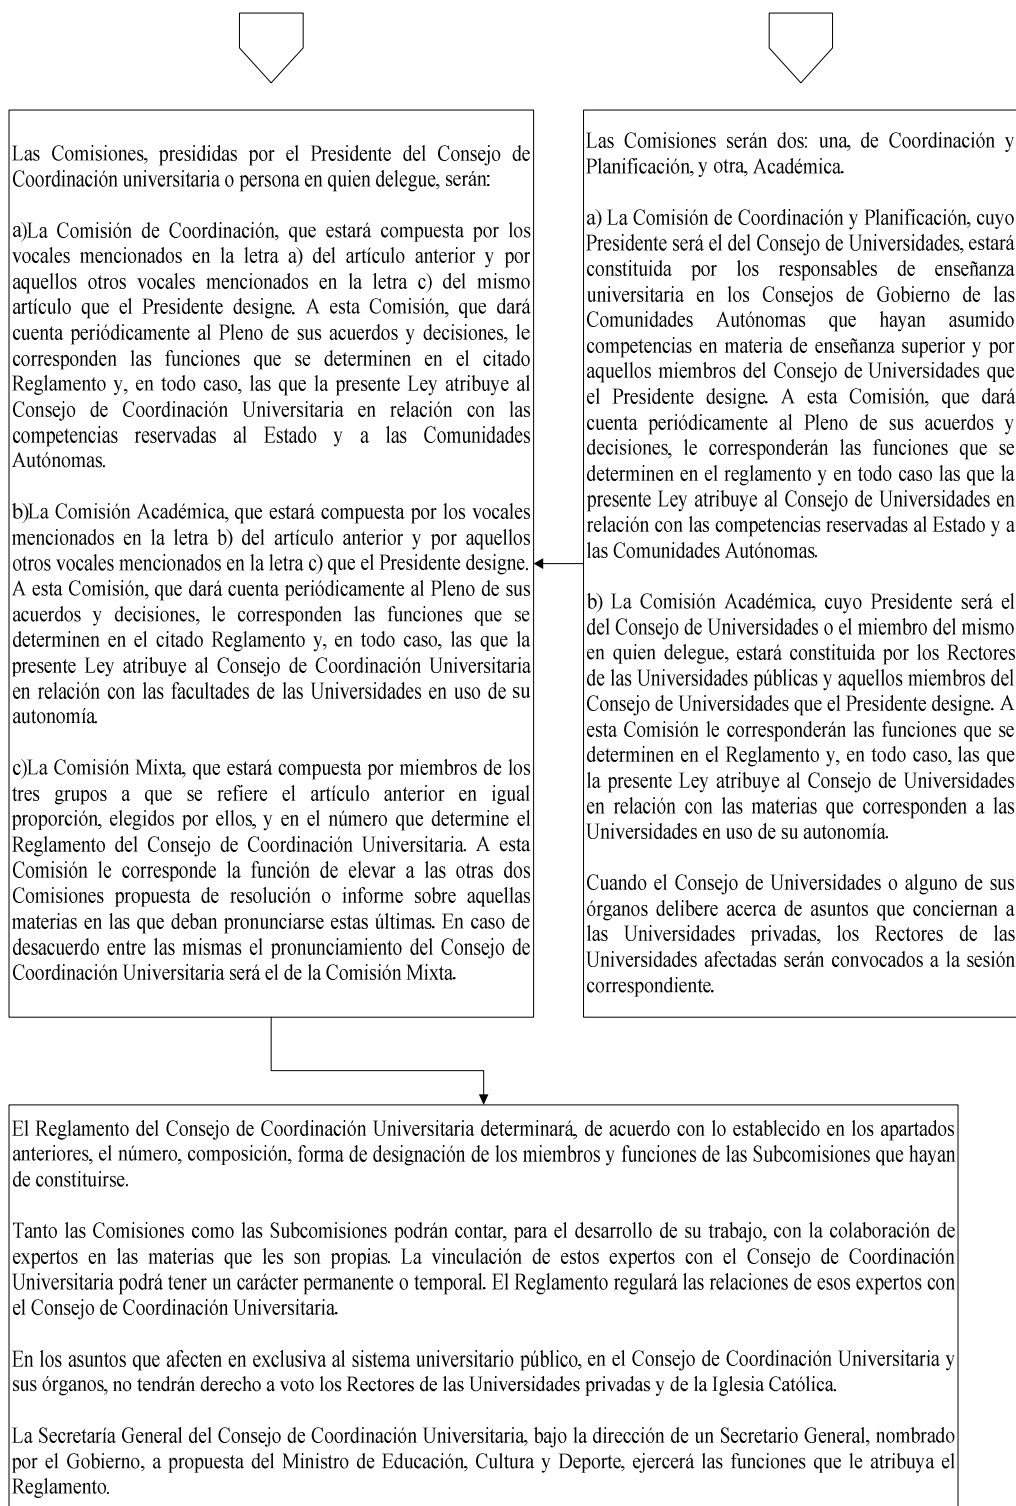 Las Comisiones, presididas por el Presidente del Consejo de
Coordinación universitaria o persona en quien delegue, serán:
a)La Comisión de Coordinación, que estará compuesta por los
vocales mencionados en la letra a) del artículo anterior y por
aquellos otros vocales mencionados en la letra c) del mismo
artículo que el Presidente designe. A esta Comisión, que dará
cuenta periódicamente al Pleno de sus acuerdos y decisiones, le
corresponden las funciones que se determinen en el citado
Reglamento y, en todo caso, las que la presente Ley atribuye al
Consejo de Coordinación Universitaria en relación con las
competencias reservadas al Estado y a las Comunidades
Autónomas.
b)La Comisión Académica, que estará compuesta por los vocales
mencionados en la letra b) del artículo anterior y por aquellos
otros vocales mencionados en la letra c) que el Presidente designe.
A esta Comisión, que dará cuenta periódicamente al Pleno de sus
acuerdos y decisiones, le corresponden las funciones que se
determinen en el citado Reglamento y, en todo caso, las que la
presente Ley atribuye al Consejo de Coordinación Universitaria
en relación con las facultades de las Universidades en uso de su
autonomía.
c)La Comisión Mixta, que estará compuesta por miembros de los
tres grupos a que se refiere el artículo anterior en igual
proporción, elegidos por ellos, y en el número que determine el
Reglamento del Consejo de Coordinación Universitaria. A esta
Comisión le corresponde la función de elevar a las otras dos
Comisiones propuesta de resolución o informe sobre aquellas
materias en las que deban pronunciarse estas últimas. En caso de
desacuerdo entre las mismas el pronunciamiento del Consejo de
Coordinación Universitaria será el de la Comisión Mixta.
Las Comisiones serán dos: una, de Coordinación y
Planificación, y otra, Académica.
a) La Comisión de Coordinación y Planificación, cuyo
Presidente será el del Consejo de Universidades, estará
constituida por los responsables de enseñanza
universitaria en los Consejos de Gobierno de las
Comunidades Autónomas que hayan asumido
competencias en materia de enseñanza superior y por
aquellos miembros del Consejo de Universidades que
el Presidente designe. A esta Comisión, que dará
cuenta periódicamente al Pleno de sus acuerdos y
decisiones, le corresponderán las funciones que se
determinen en el reglamento y en todo caso las que la
presente Ley atribuye al Consejo de Universidades en
relación con las competencias reservadas al Estado y a
las Comunidades Autónomas.
b) La Comisión Académica, cuyo Presidente será el
del Consejo de Universidades o el miembro del mismo
en quien delegue, estará constituida por los Rectores
de las Universidades públicas y aquellos miembros del
Consejo de Universidades que el Presidente designe. A
esta Comisión le corresponderán las funciones que se
determinen en el Reglamento y, en todo caso, las que
la presente Ley atribuye al Consejo de Universidades
en relación con las materias que corresponden a las
Universidades en uso de su autonomía.
Cuando el Consejo de Universidades o alguno de sus
órganos delibere acerca de asuntos que conciernan a
las Universidades privadas, los Rectores de las
Universidades afectadas serán convocados a la sesión
correspondiente.
El Reglamento del Consejo de Coordinación Universitaria determinará, de acuerdo con lo establecido en los apartados
anteriores, el número, composición, forma de designación de los miembros y funciones de las Subcomisiones que hayan
de constituirse.
Tanto las Comisiones como las Subcomisiones podrán contar, para el desarrollo de su trabajo, con la colaboración de
expertos en las materias que les son propias. La vinculación de estos expertos con el Consejo de Coordinación
Universitaria podrá tener un carácter permanente o temporal. El Reglamento regulará las relaciones de esos expertos con
el Consejo de Coordinación Universitaria.
En los asuntos que afecten en exclusiva al sistema universitario público, en el Consejo de Coordinación Universitaria y
sus órganos, no tendrán derecho a voto los Rectores de las Universidades privadas y de la Iglesia Católica.
La Secretaría General del Consejo de Coordinación Universitaria, bajo la dirección de un Secretario General, nombrado
por el Gobierno, a propuesta del Ministro de Educación, Cultura y Deporte, ejercerá las funciones que le atribuya el
Reglamento.